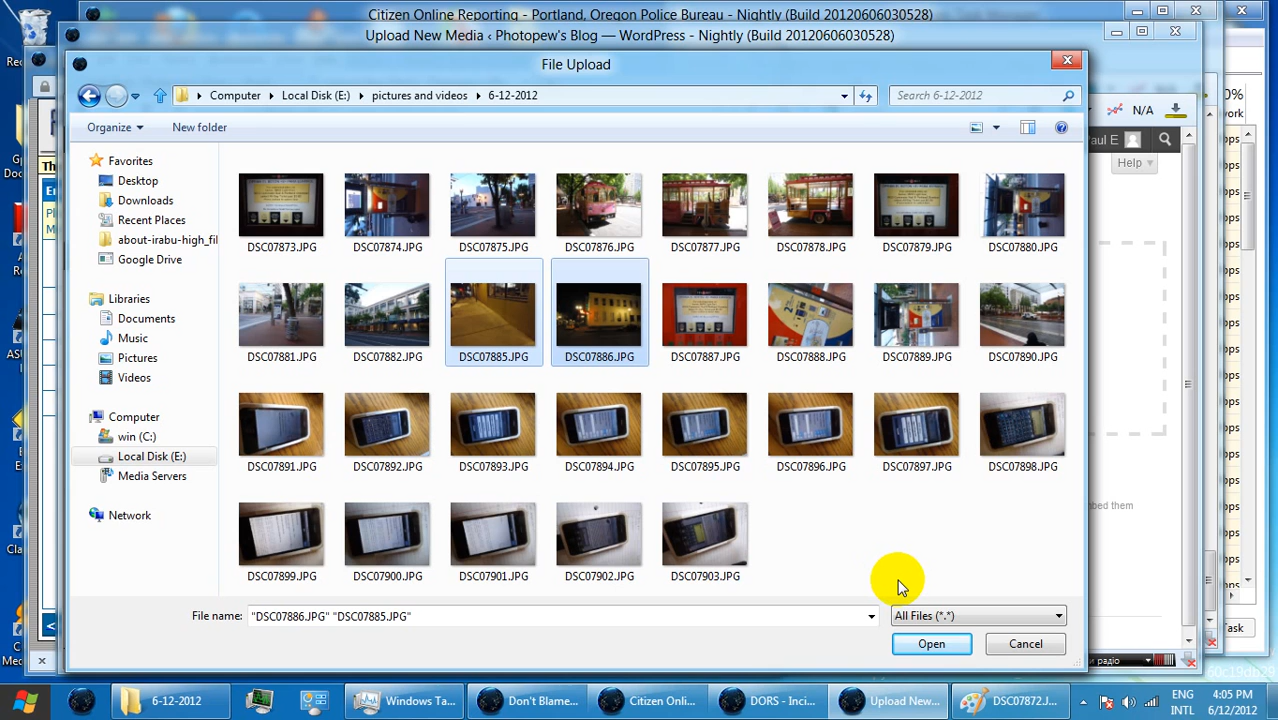 Citizen Online Reporting - Portland, Oregon Police Bureau - Nightly (Build 20120606030528)
Upload New Media ‹ Photopew's Blog — WordPress - Nightly (Build 20120606030528)
File Upload
Computer Local Disk (E:) pictures and videos 6-12-2012
Search 6-12-2012
Organize New folder
N/A
Help
Favorites
Desktop
Downloads
Recent Places
about-irabu-high_fil
Google Drive
Libraries
Documents
Music
Pictures
Videos
Computer
win (C:)
Local Disk (E:)
Media Servers
Network
DSC07873.JPG DSC07874.JPG DSC07875.JPG DSC07876.JPG DSC07877.JPG DSC07878.JPG DSC07879.JPG DSC07880.JPG
DSC07881.JPG DSC07882.JPG DSC07885.JPG DSC07886.JPG DSC07887.JPG DSC07888.JPG DSC07889.JPG DSC07890.JPG
DSC07891.JPG DSC07892.JPG DSC07893.JPG DSC07894.JPG DSC07895.JPG DSC07896.JPG DSC07897.JPG DSC07898.JPG
DSC07899.JPG DSC07900.JPG DSC07901.JPG DSC07902.JPG DSC07903.JPG
bed them
File name: "DSC07886.JPG" "DSC07885.JPG"
All Files (*.*)
Open Cancel
6-12-2012 Windows Ta... Don't Blame... Citizen Onli... DORS - Inci... Upload New... DSC07872.J...
ENG
INTL
4:05 PM
6/12/2012